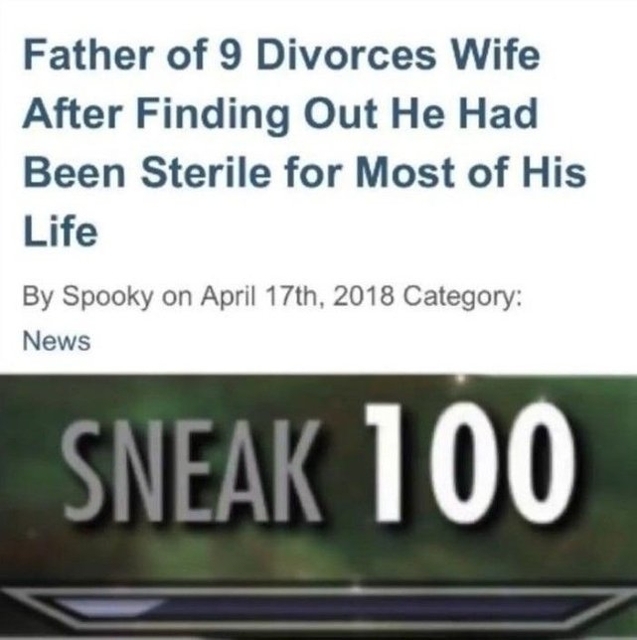 Father of 9 Divorces Wife
After Finding Out He Had
Been Sterile for Most of His
Life
By Spooky on April 17th, 2018 Category:
News
SNEAK 100